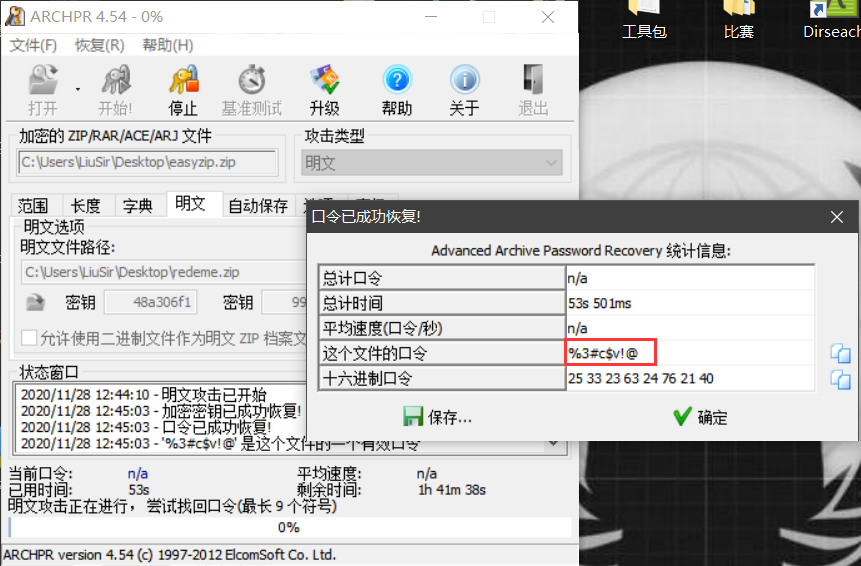 ARCHPR 4.54 - 0%
文件(F) 恢复(R) 帮助(H)
打开 开始! 停止 基准测试 升级 帮助 关于 退出
加密的 ZIP/RAR/ACE/ARJ 文件
C:\Users\LiuSir\Desktop\easyzip.zip
攻击类型
明文
范围 长度 字典 明文 自动保存
明文选项
明文文件路径:
C:\Users\LiuSir\Desktop\redeme.zip
密钥 48a306f1 密钥 99
允许使用二进制文件作为明文 ZIP 档案文
状态窗口
2020/11/28 12:44:10 - 明文攻击已开始
2020/11/28 12:45:03 - 加密密钥已成功恢复!
2020/11/28 12:45:03 - 口令已成功恢复!
2020/11/28 12:45:03 - '%3#c$v!@' 是这个文件的一个有效口令
当前口令: n/a 平均速度: n/a
已用时间: 53s 剩余时间: 1h 41m 38s
明文攻击正在进行，尝试找回口令(最长 9 个符号)
0%
ARCHPR version 4.54 (c) 1997-2012 ElcomSoft Co. Ltd.
工具包 比赛 Dirseach
口令已成功恢复!
Advanced Archive Password Recovery 统计信息:
总计口令 n/a
总计时间 53s 501ms
平均速度(口令/秒) n/a
这个文件的口令 %3#c$v!@
十六进制口令 25 33 23 63 24 76 21 40
保存... 确定